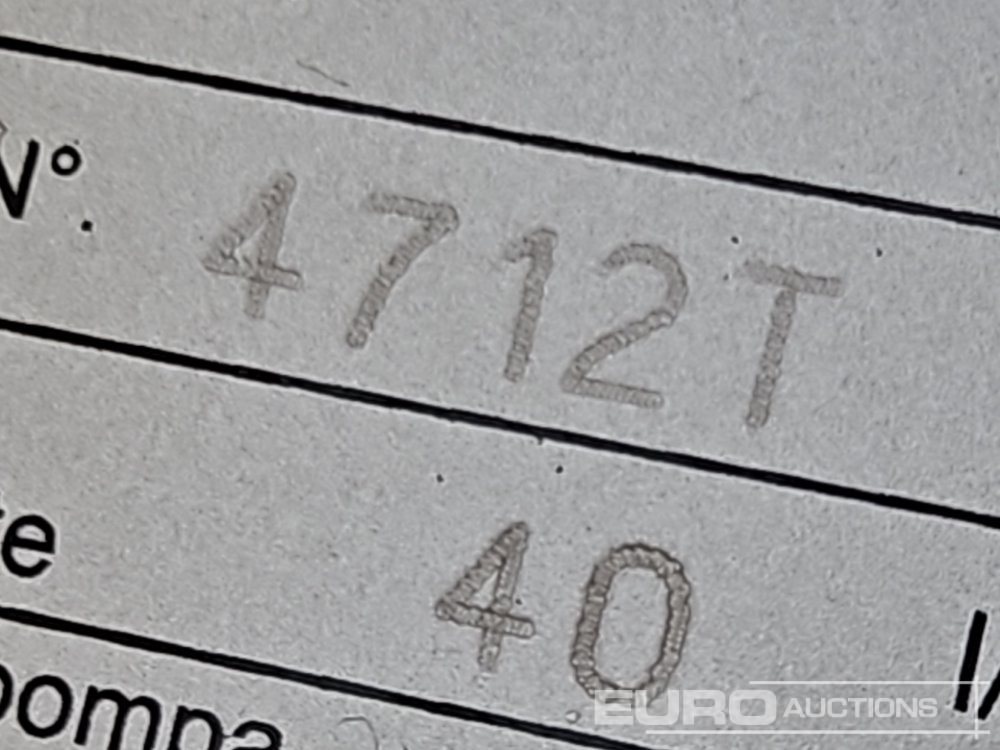 N°. 4712T
e 40
pompa
EURO AUCTIONS